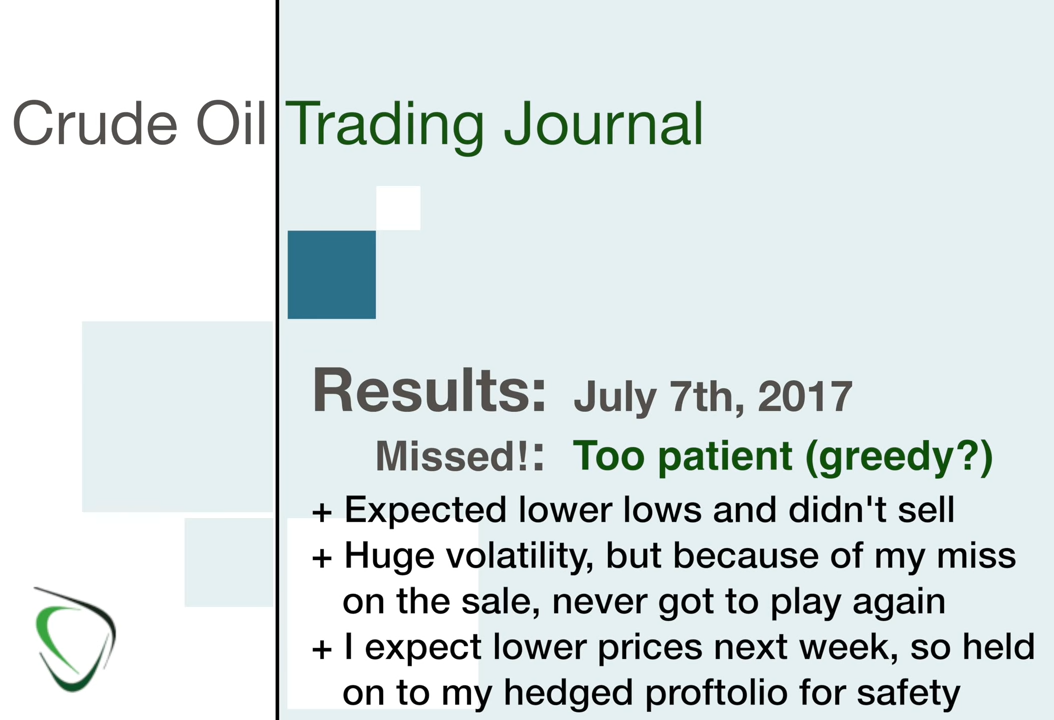 Crude Oil Trading Journal
Results: July 7th, 2017
Missed!: Too patient (greedy?)
+ Expected lower lows and didn't sell
+ Huge volatility, but because of my miss
on the sale, never got to play again
+ I expect lower prices next week, so held
on to my hedged proftolio for safety